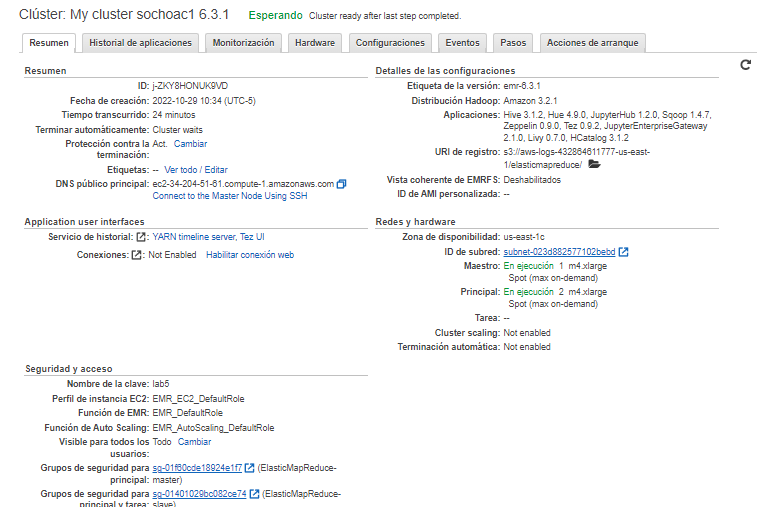 Clúster: My cluster sochoac1 6.3.1 Esperando Cluster ready after last step completed.
Resumen Historial de aplicaciones Monitorización Hardware Configuraciones Eventos Pasos Acciones de arranque
Resumen
ID: j-ZKY8HONUK9VD
Fecha de creación: 2022-10-29 10:34 (UTC-5)
Tiempo transcurrido: 24 minutos
Terminar automáticamente: Cluster waits
Protección contra la terminación: Act. Cambiar
Etiquetas: -- Ver todo / Editar
DNS público principal: ec2-34-204-51-61.compute-1.amazonaws.com
Connect to the Master Node Using SSH
Detalles de las configuraciones
Etiqueta de la versión: emr-6.3.1
Distribución Hadoop: Amazon 3.2.1
Aplicaciones: Hive 3.1.2, Hue 4.9.0, JupyterHub 1.2.0, Sqoop 1.4.7,
Zeppelin 0.9.0, Tez 0.9.2, JupyterEnterpriseGateway
2.1.0, Livy 0.7.0, HCatalog 3.1.2
URI de registro: s3://aws-logs-432864611777-us-east-
1/elasticmapreduce/
Vista coherente de EMRFS: Deshabilitados
ID de AMI personalizada: --
Application user interfaces
Servicio de historial: YARN timeline server, Tez UI
Conexiones: Not Enabled Habilitar conexión web
Redes y hardware
Zona de disponibilidad: us-east-1c
ID de subred: subnet-023d882577102bebd
Maestro: En ejecución 1 m4.xlarge
Spot (max on-demand)
Principal: En ejecución 2 m4.xlarge
Spot (max on-demand)
Tarea: --
Cluster scaling: Not enabled
Terminación automática: Not enabled
Seguridad y acceso
Nombre de la clave: lab5
Perfil de instancia EC2: EMR_EC2_DefaultRole
Función de EMR: EMR_DefaultRole
Función de Auto Scaling: EMR_AutoScaling_DefaultRole
Visible para todos los usuarios: Todo Cambiar
Grupos de seguridad para principal: sg-01f60cde18924e1f7 (ElasticMapReduce-
master)
Grupos de seguridad para principal y tarea: sg-01401029bc082ce74 (ElasticMapReduce-
slave)